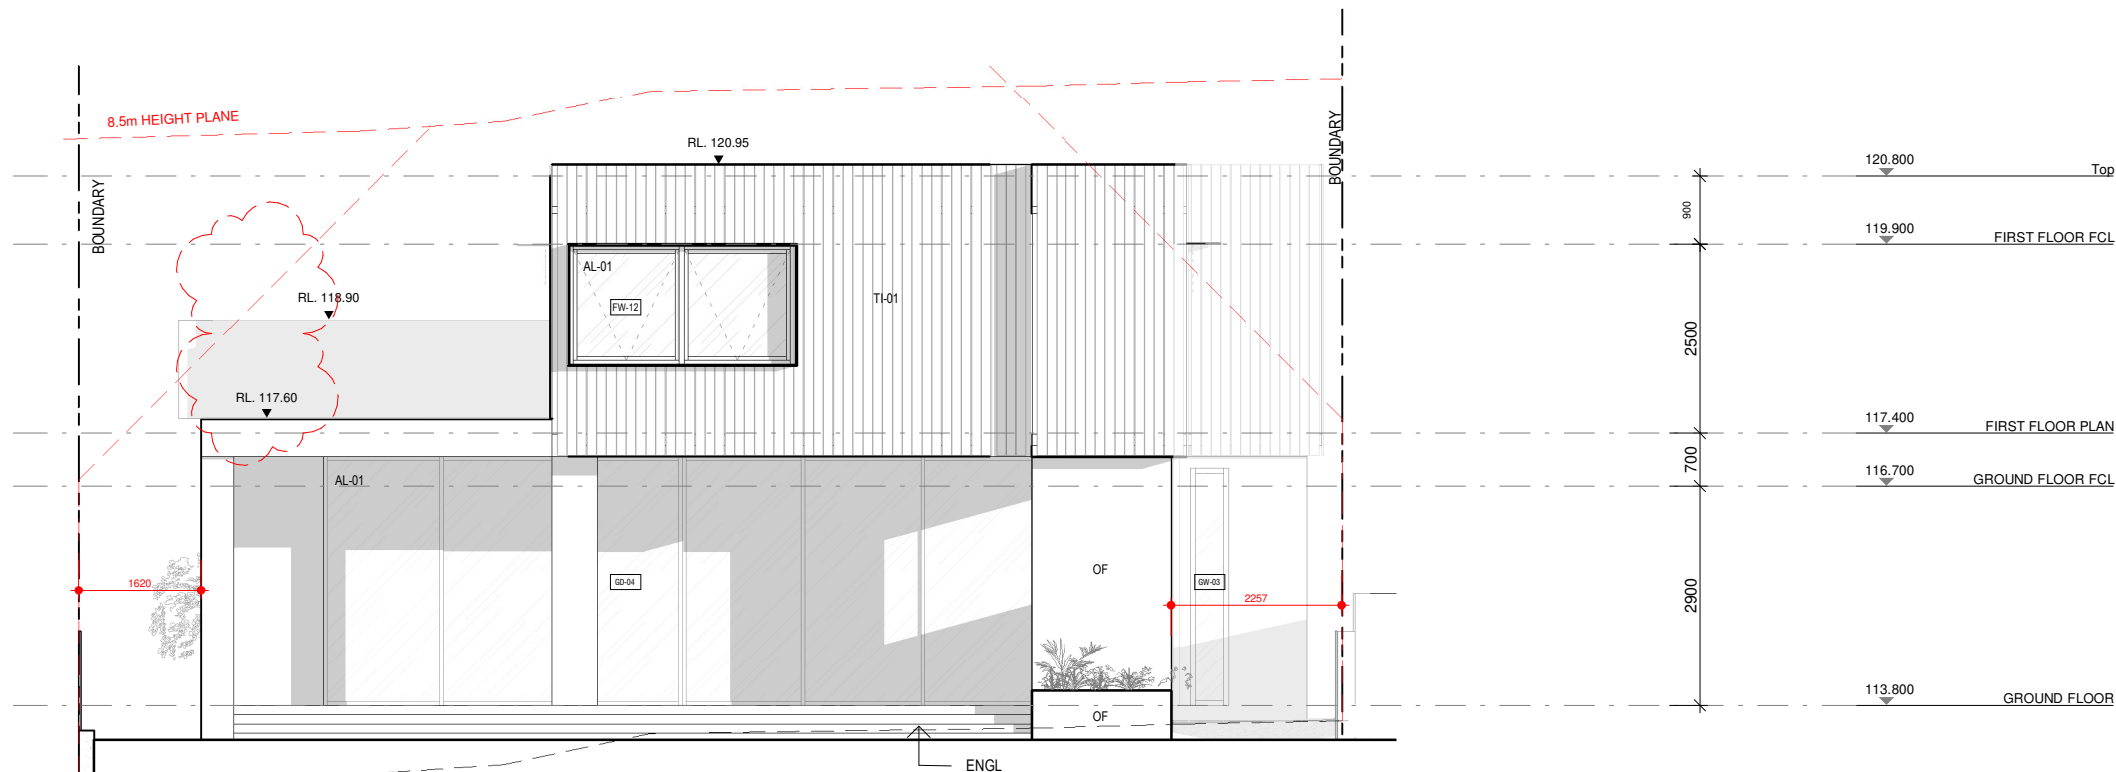 8.5m HEIGHT PLANE
BOUNDARY
BOUNDARY
RL. 120.95
120.800
Top
900
119.900
FIRST FLOOR FCL
AL-01
FW-12
TI-01
RL. 118.90
2500
RL. 117.60
117.400
FIRST FLOOR PLAN
700
AL-01
116.700
GROUND FLOOR FCL
1620
GD-04
OF
GW-03
2257
2900
113.800
GROUND FLOOR
OF
ENGL